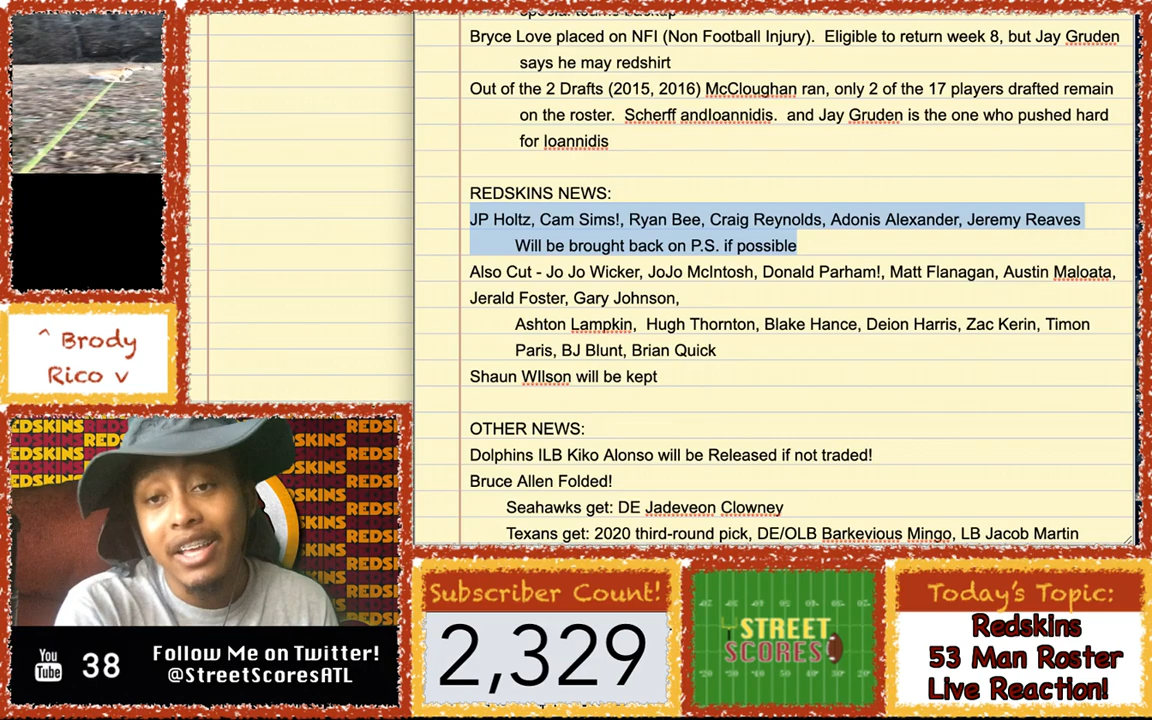 special teams backup
Bryce Love placed on NFI (Non Football Injury).  Eligible to return week 8, but Jay Gruden
says he may redshirt
Out of the 2 Drafts (2015, 2016) McCloughan ran, only 2 of the 17 players drafted remain
on the roster.  Scherff andIoannidis.  and Jay Gruden is the one who pushed hard
for Ioannidis
REDSKINS NEWS:
JP Holtz, Cam Sims!, Ryan Bee, Craig Reynolds, Adonis Alexander, Jeremy Reaves
Will be brought back on P.S. if possible
Also Cut - Jo Jo Wicker, JoJo McIntosh, Donald Parham!, Matt Flanagan, Austin Maloata,
Jerald Foster, Gary Johnson,
Ashton Lampkin,  Hugh Thornton, Blake Hance, Deion Harris, Zac Kerin, Timon
Paris, BJ Blunt, Brian Quick
Shaun WIlson will be kept
OTHER NEWS:
Dolphins ILB Kiko Alonso will be Released if not traded!
Bruce Allen Folded!
Seahawks get: DE Jadeveon Clowney
Texans get: 2020 third-round pick, DE/OLB Barkevious Mingo, LB Jacob Martin
^ Brody
Rico v
EDSKINS REDSKINS REDSKINS
You
Tube
38
Follow Me on Twitter!
@StreetScoresATL
Subscriber Count!
2,329
STREET
SCORES
Today's Topic:
Redskins
53 Man Roster
Live Reaction!